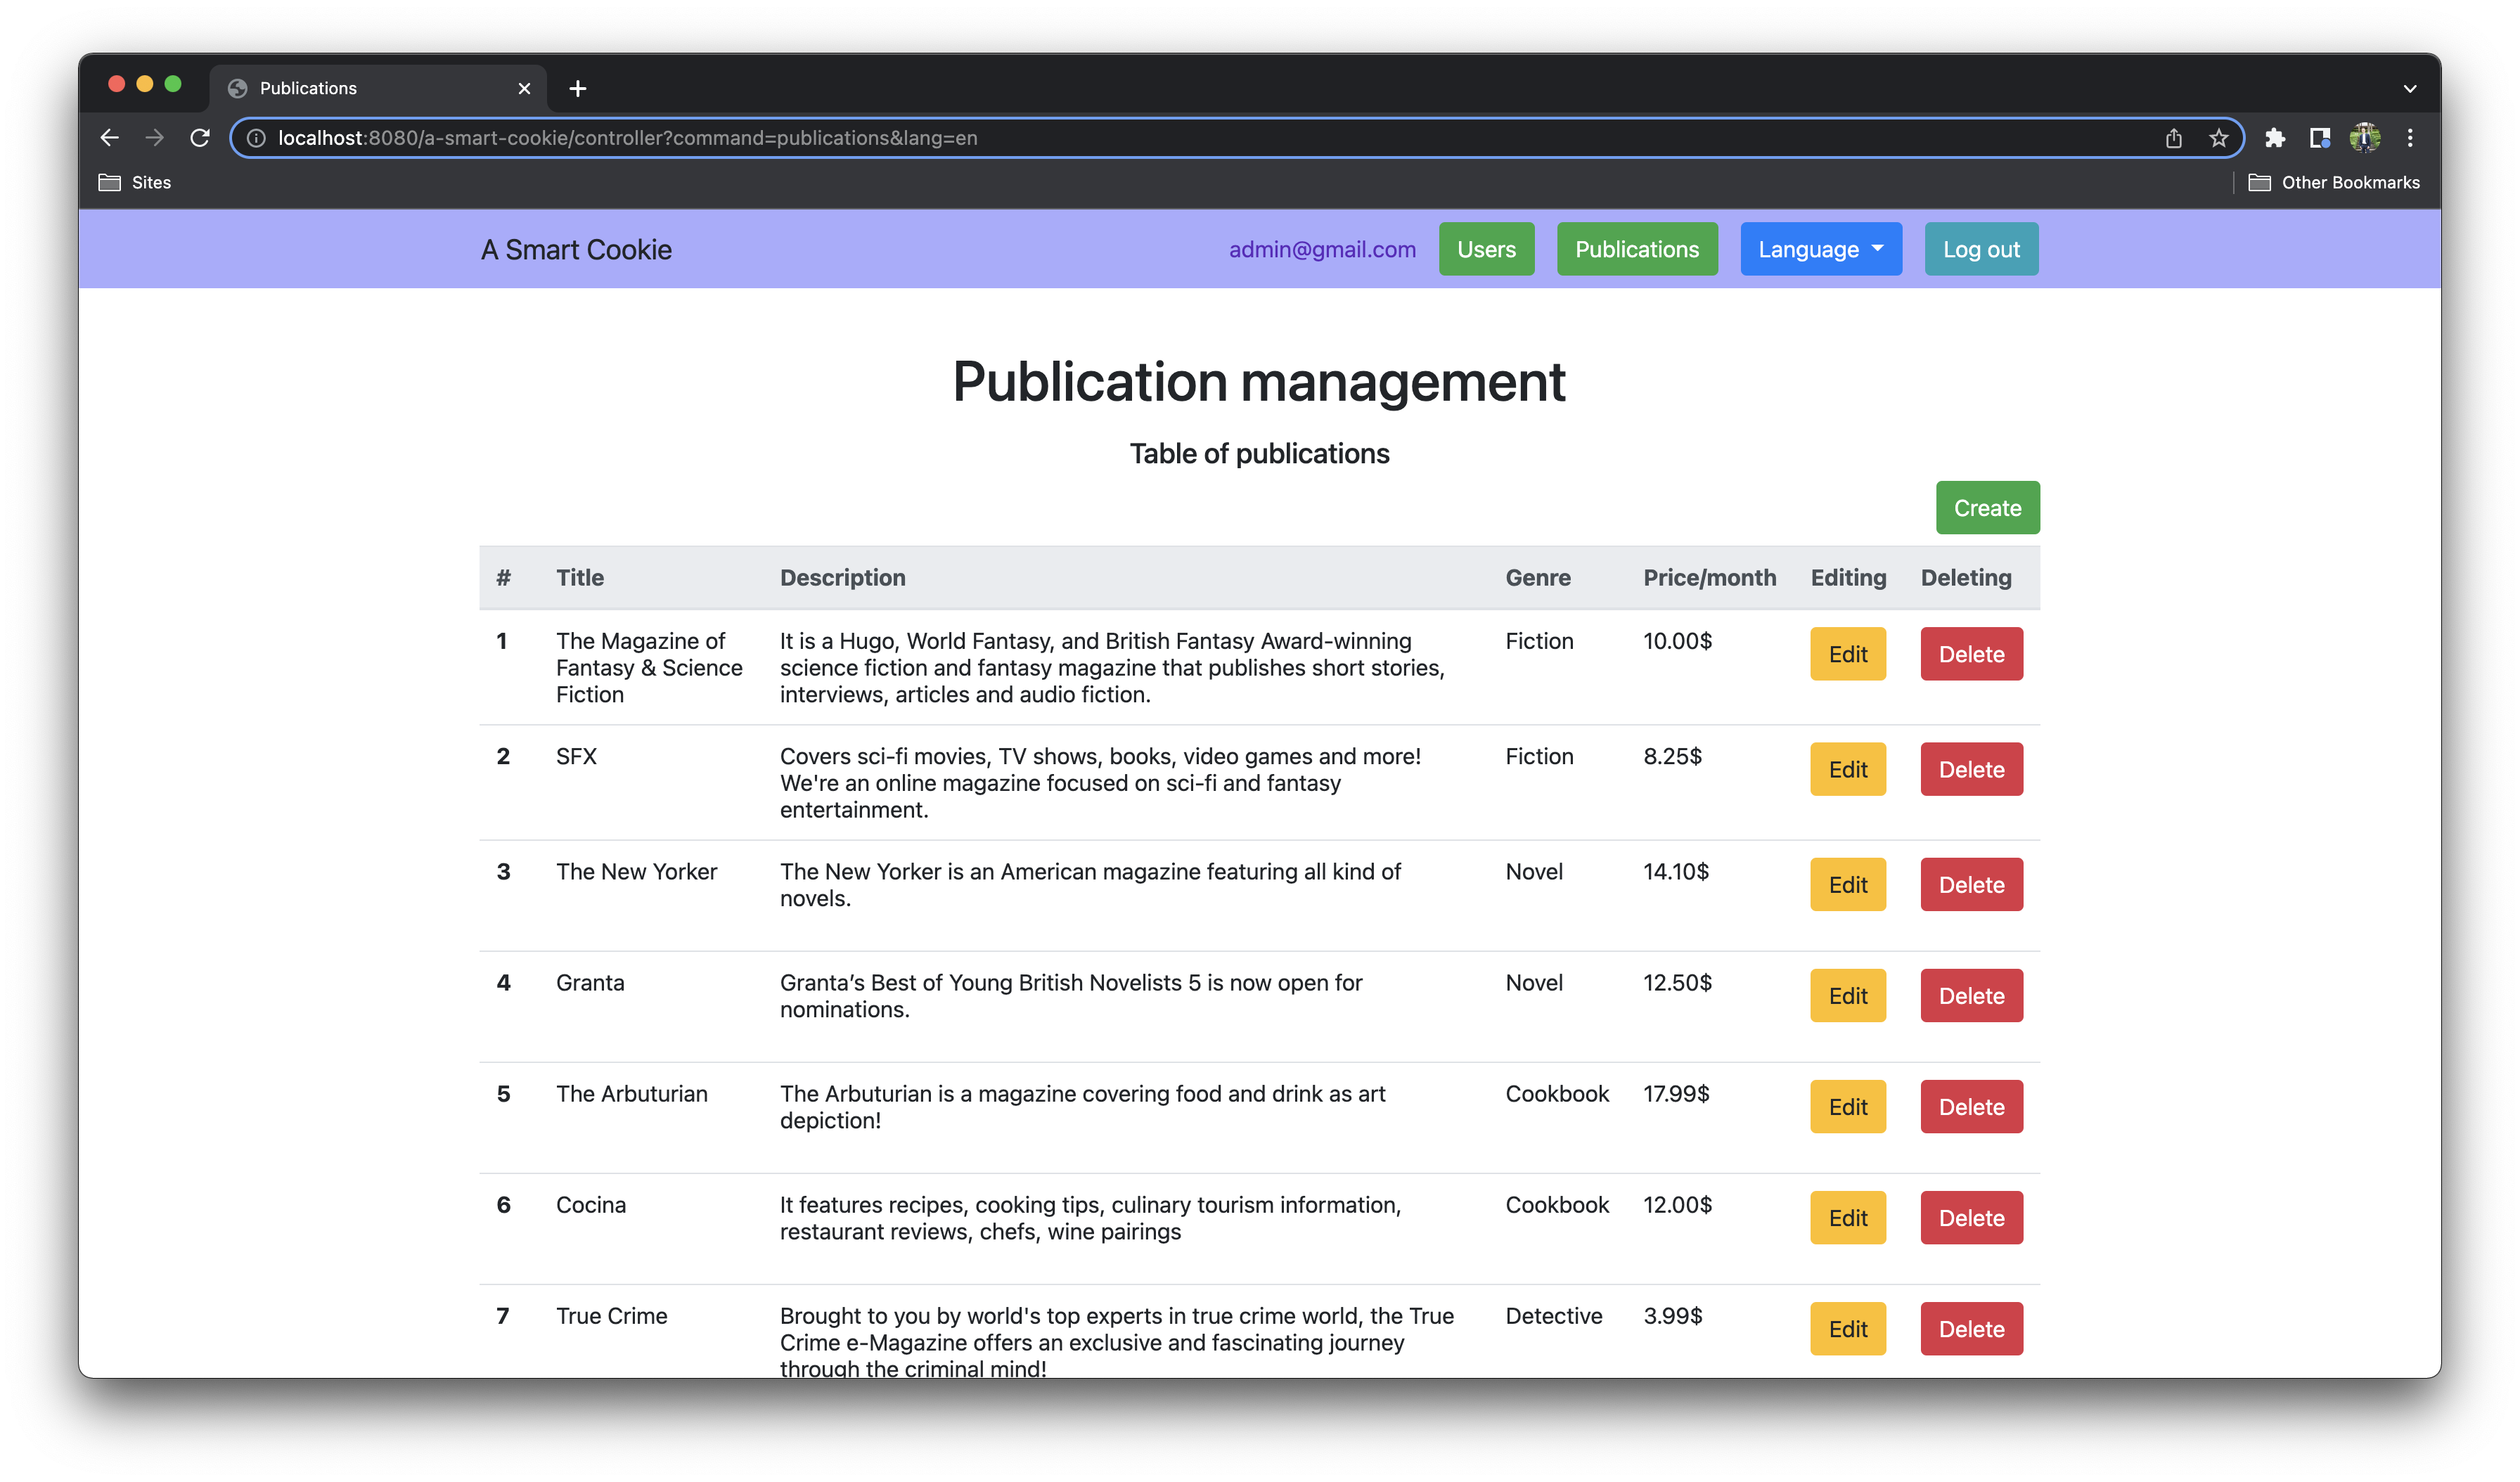 Publications
localhost:8080/a-smart-cookie/controller?command=publications&lang=en
Sites
Other Bookmarks
A Smart Cookie
admin@gmail.com
Users
Publications
Language
Log out
Publication management
Table of publications
Create
# Title Description Genre Price/month Editing Deleting
1 The Magazine of Fantasy & Science Fiction
It is a Hugo, World Fantasy, and British Fantasy Award-winning
science fiction and fantasy magazine that publishes short stories,
interviews, articles and audio fiction.
Fiction 10.00$ Edit Delete
2 SFX
Covers sci-fi movies, TV shows, books, video games and more!
We're an online magazine focused on sci-fi and fantasy
entertainment.
Fiction 8.25$ Edit Delete
3 The New Yorker
The New Yorker is an American magazine featuring all kind of
novels.
Novel 14.10$ Edit Delete
4 Granta
Granta’s Best of Young British Novelists 5 is now open for
nominations.
Novel 12.50$ Edit Delete
5 The Arbuturian
The Arbuturian is a magazine covering food and drink as art
depiction!
Cookbook 17.99$ Edit Delete
6 Cocina
It features recipes, cooking tips, culinary tourism information,
restaurant reviews, chefs, wine pairings
Cookbook 12.00$ Edit Delete
7 True Crime
Brought to you by world's top experts in true crime world, the True
Crime e-Magazine offers an exclusive and fascinating journey
through the criminal mind!
Detective 3.99$ Edit Delete